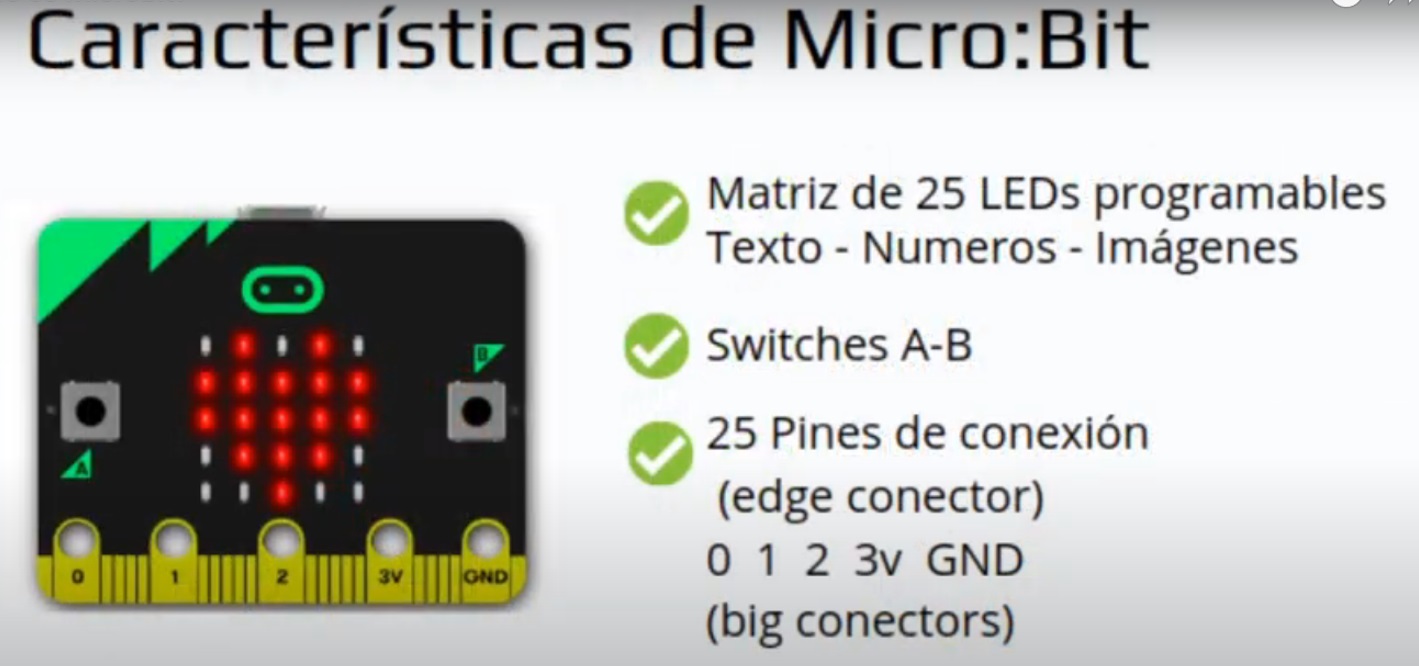 Características de Micro:Bit
Matriz de 25 LEDs programables
Texto - Numeros - Imágenes
Switches A-B
25 Pines de conexión
(edge conector)
0 1 2 3v GND
(big conectors)
B
A
0 1 2 3V GND